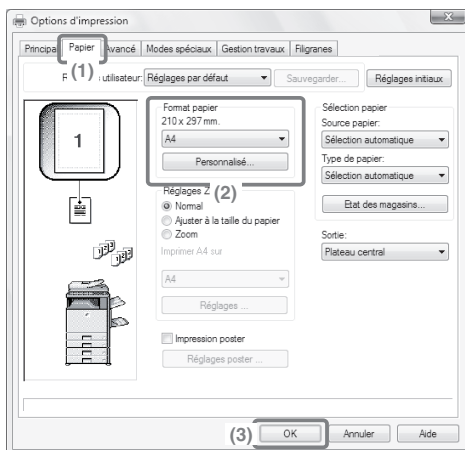 Options d'impression
Principal Papier Avancé Modes spéciaux Gestion travaux Filigranes
(1)
utilisateur: Réglages par défaut Sauvegarder... Réglages initiaux
Format papier
210 x 297 mm.
A4
Personnalisé...
(2)
Sélection papier
Source papier:
Sélection automatique
Type de papier:
Sélection automatique
Etat des magasins...
Sortie:
Plateau central
1
Réglages Z
Normal
Ajuster à la taille du papier
Zoom
Imprimer A4 sur
A4
Réglages ...
Impression poster
Réglages poster ...
(3) OK Annuler Aide